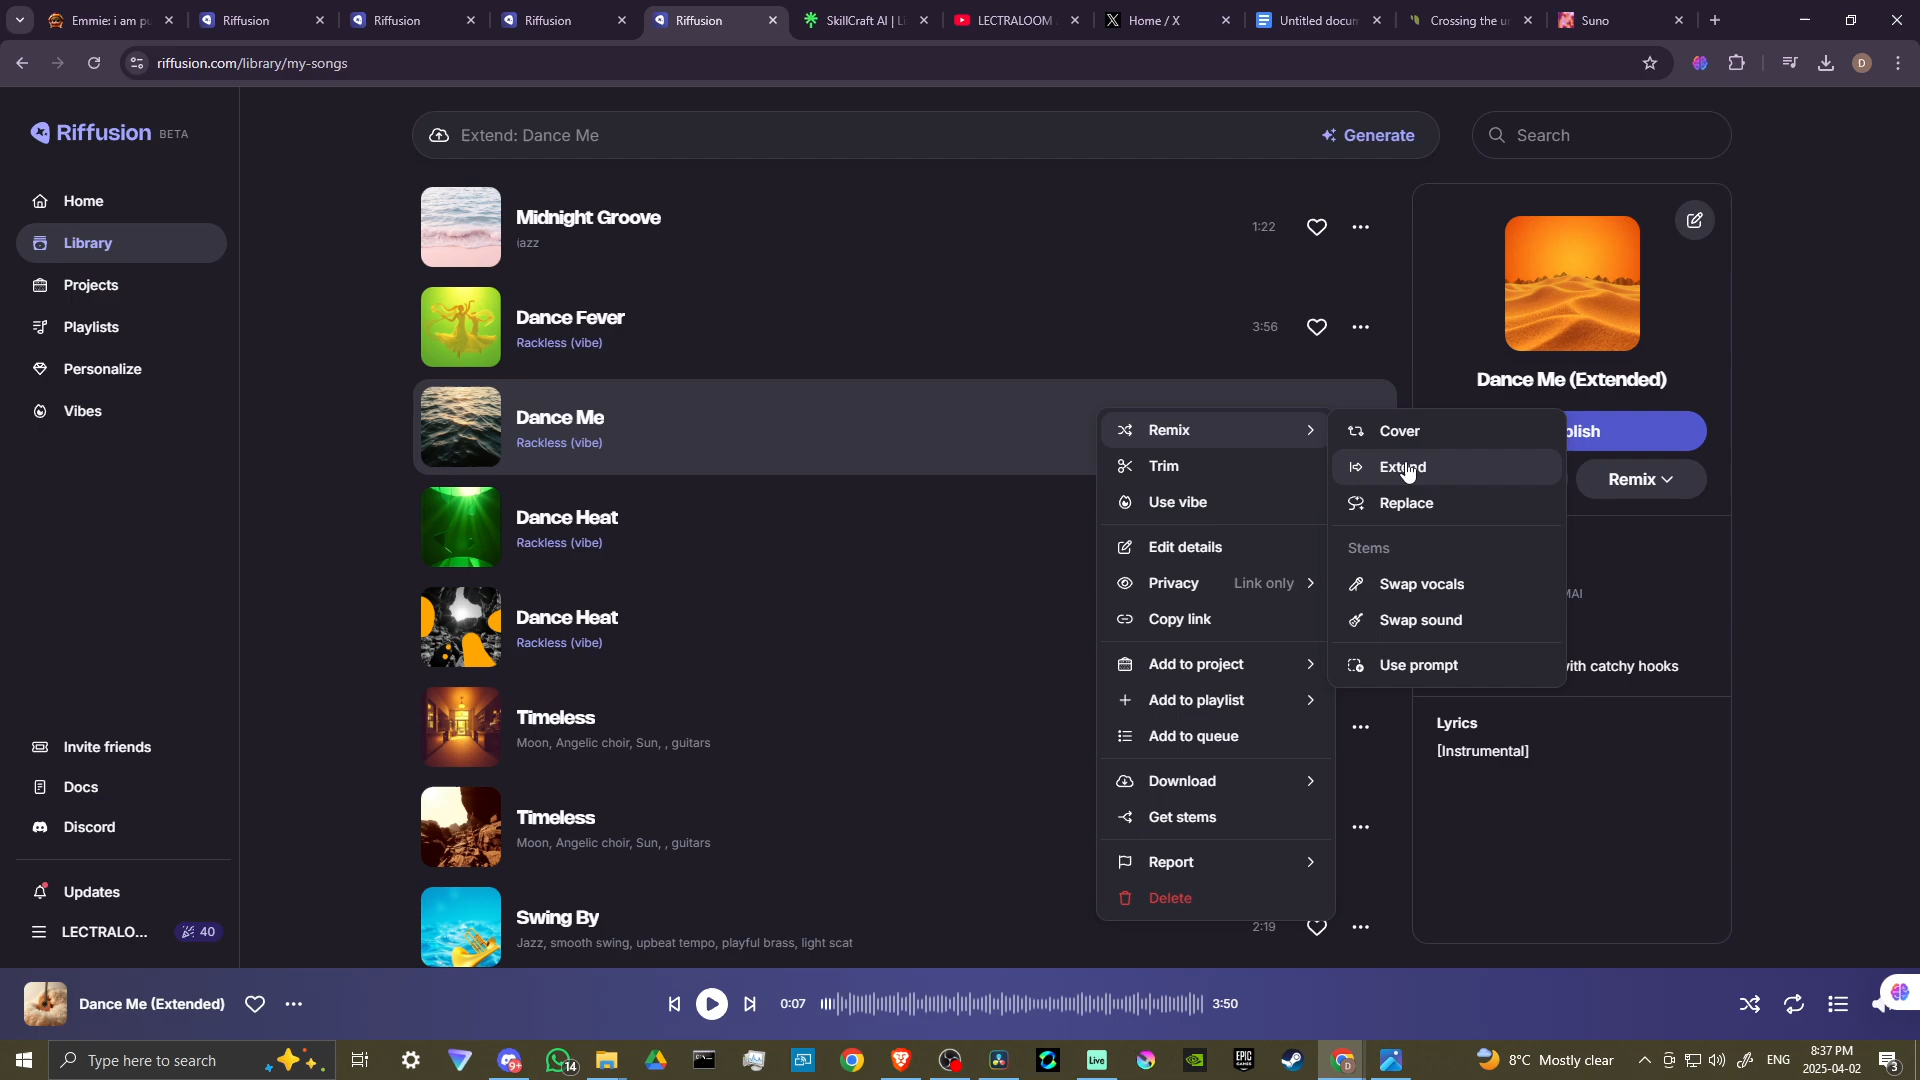 Emmie: i am pu
Riffusion
Riffusion
Riffusion
Riffusion
SkillCraft AI | Li
LECTRALOOM
Home / X
Untitled docum
Crossing the u
Suno
riffusion.com/library/my-songs
D
Riffusion BETA
Extend: Dance Me
Generate
Search
Home
Library
Projects
Playlists
Personalize
Vibes
Midnight Groove
jazz
1:22
Dance Fever
Rackless (vibe)
3:56
Dance Me
Rackless (vibe)
Dance Heat
Rackless (vibe)
Dance Heat
Rackless (vibe)
Timeless
Moon, Angelic choir, Sun, , guitars
Timeless
Moon, Angelic choir, Sun, , guitars
Swing By
Jazz, smooth swing, upbeat tempo, playful brass, light scat
2:19
Remix
Trim
Use vibe
Edit details
Privacy Link only
Copy link
Add to project
Add to playlist
Add to queue
Download
Get stems
Report
Delete
Cover
Extend
Replace
Stems
Swap vocals
Swap sound
Use prompt
Dance Me (Extended)
blish
Remix
MAI
with catchy hooks
Lyrics
[Instrumental]
Invite friends
Docs
Discord
Updates
LECTRALO... 40
Dance Me (Extended)
0:07
3:50
Type here to search
9+
14
Live
EPIC GAMES
D
8°C Mostly clear
ENG
8:37 PM
2025-04-02
3